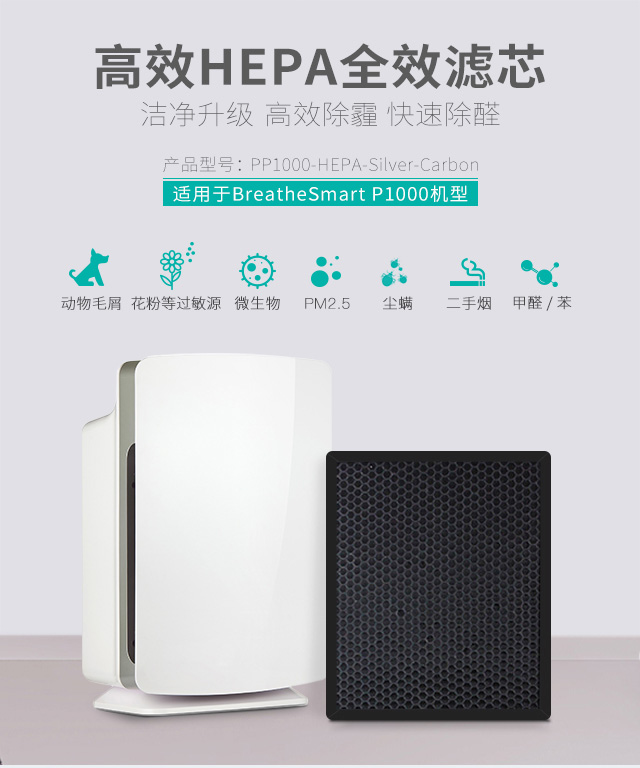 高效HEPA全效滤芯
洁净升级 高效除霾 快速除醛
产品型号：PP1000-HEPA-Silver-Carbon
适用于BreatheSmart P1000机型
动物毛屑 花粉等过敏源 微生物 PM2.5 尘螨 二手烟 甲醛 / 苯